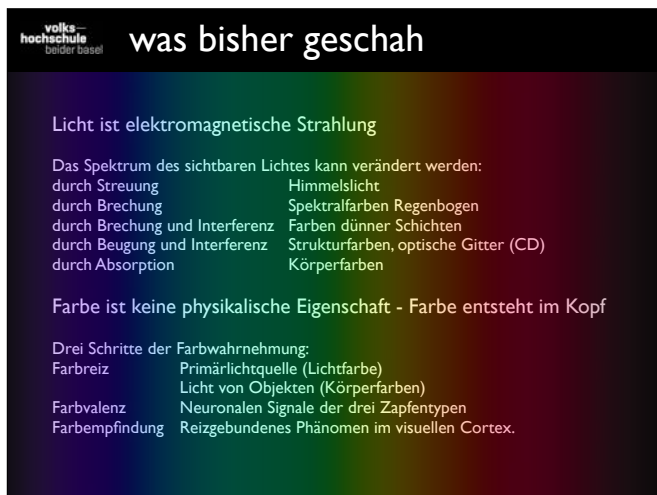 volks–
hochschule
beider basel
was bisher geschah
Licht ist elektromagnetische Strahlung
Das Spektrum des sichtbaren Lichtes kann verändert werden:
durch Streuung Himmelslicht
durch Brechung Spektralfarben Regenbogen
durch Brechung und Interferenz Farben dünner Schichten
durch Beugung und Interferenz Strukturfarben, optische Gitter (CD)
durch Absorption Körperfarben
Farbe ist keine physikalische Eigenschaft - Farbe entsteht im Kopf
Drei Schritte der Farbwahrnehmung:
Farbreiz Primärlichtquelle (Lichtfarbe)
Licht von Objekten (Körperfarben)
Farbvalenz Neuronalen Signale der drei Zapfentypen
Farbempfindung Reizgebundenes Phänomen im visuellen Cortex.